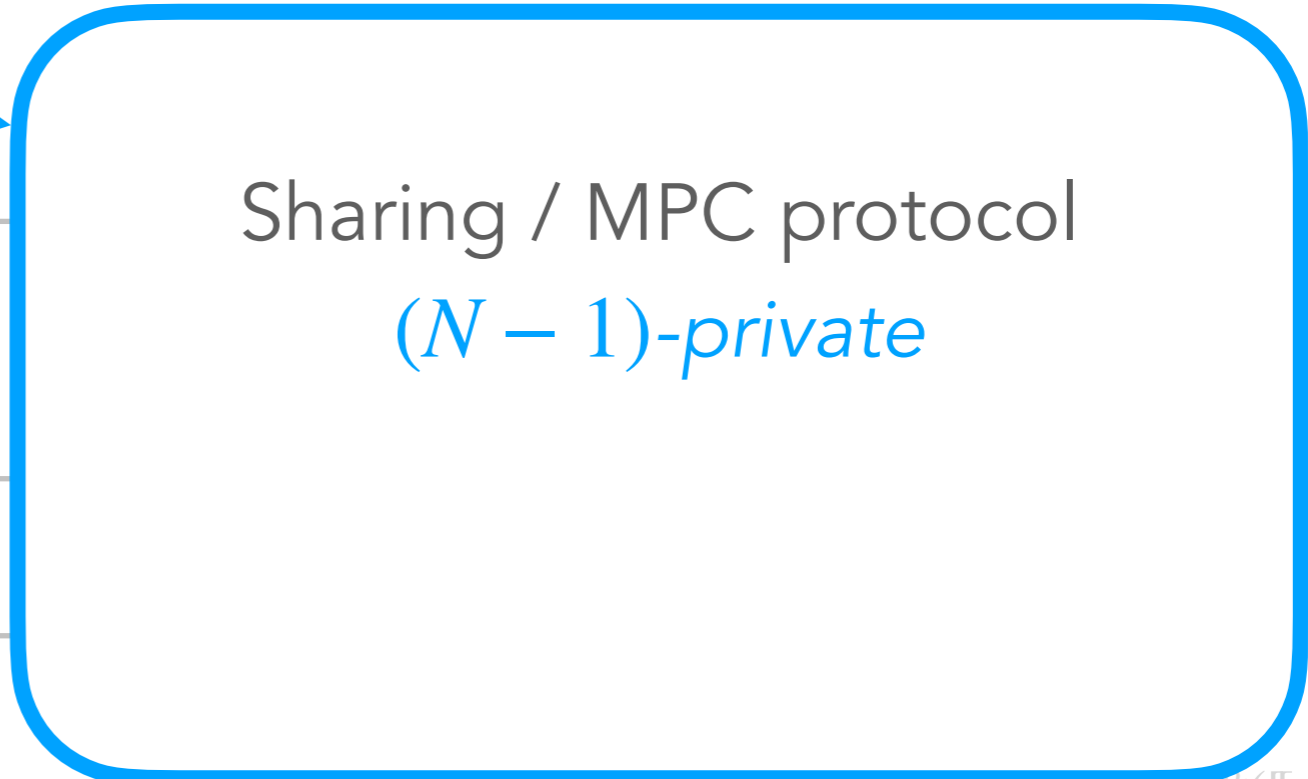 Sharing / MPC protocol
(N − 1)-private